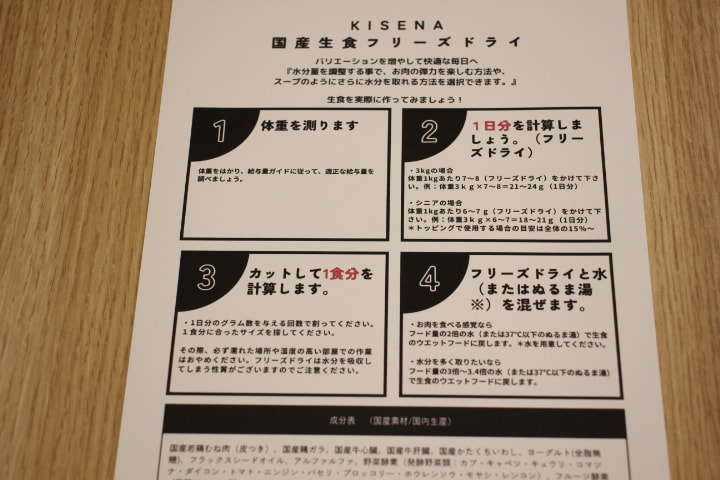 KISENA
国産生食フリーズドライ
バリエーションを増やして快適な毎日へ
『水分量を調整する事で、お肉の弾力を楽しむ方法や、
スープのようにさらに水分を取れる方法を選択できます。』
生食を実際に作ってみましょう！
1
体重を測ります
体重をはかり、給与量ガイドに従って、適正な給与量を
調べましょう。
2
１日分を計算しま
しょう。（フリー
ズドライ）
・3kgの場合
体重1kgあたり7〜8（フリーズドライ）をかけて下さ
い。例：体重3ｋｇ×7〜8＝21〜24ｇ（1日分）
・シニアの場合
体重1kgあたり6〜7ｇ（フリーズドライ）をかけて下
さい。例：体重3ｋｇ×6〜7＝18〜21ｇ（1日分）
＊トッピングで使用する場合の目安は全体の15%〜
3
カットして1食分を
計算します。
・1日分のグラム数を与える回数で割ってください。
１食分に合ったサイズを探してください。
その際、必ず濡れた場所や湿度の高い部屋での作業
はおやめください。フリーズドライは水分を吸収して
しまう性質がございますのでご注意ください。
4
フリーズドライと水
（またはぬるま湯
※）を混ぜます。
・お肉を食べる感覚なら
フード量の2倍の水（または37℃以下のぬるま湯）で生食
のウエットフードに戻します。＊水を用意してください。
・水分を多く取りたいなら
フード量の3倍〜3.4倍の水（または37℃以下のぬるま湯）
で生食のウエットフードに戻します。
成分表 （国産素材/国内生産）
国産若鶏むね肉（皮つき）、国産鶏ガラ、国産牛心臓、国産牛肝臓、国産かたくちいわし、ヨーグルト(全脂無
糖)、フラックスシードオイル、アルファルファ、野菜酵素（発酵野菜類：カブ・キャベツ・キュウリ・コマツ
ナ・ダイコン・トマト・ニンジン・パセリ・ブロッコリー・ホウレンソウ・モヤシ・レンコン）、フルーツ酵素